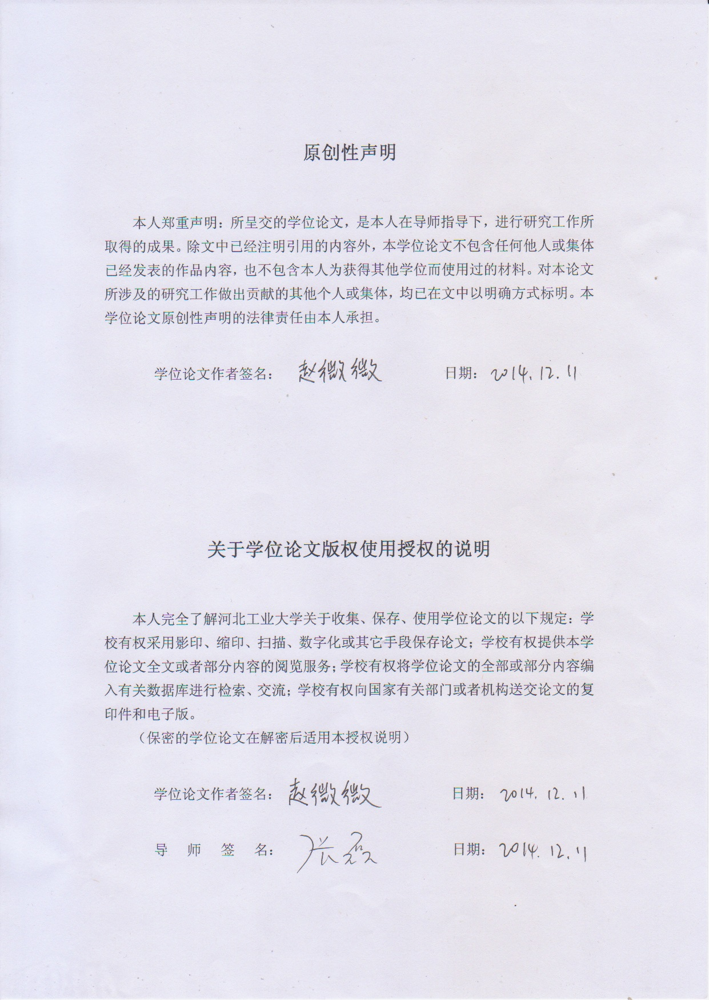 原创性声明
本人郑重声明：所呈交的学位论文，是本人在导师指导下，进行研究工作所
取得的成果。除文中已经注明引用的内容外，本学位论文不包含任何他人或集体
已经发表的作品内容，也不包含本人为获得其他学位而使用过的材料。对本论文
所涉及的研究工作做出贡献的其他个人或集体，均已在文中以明确方式标明。本
学位论文原创性声明的法律责任由本人承担。
学位论文作者签名： 赵微微 日期： 2014.12.11
关于学位论文版权使用授权的说明
本人完全了解河北工业大学关于收集、保存、使用学位论文的以下规定：学
校有权采用影印、缩印、扫描、数字化或其它手段保存论文；学校有权提供本学
位论文全文或者部分内容的阅览服务；学校有权将学位论文的全部或部分内容编
入有关数据库进行检索、交流；学校有权向国家有关部门或者机构送交论文的复
印件和电子版。
（保密的学位论文在解密后适用本授权说明）
学位论文作者签名： 赵微微 日期： 2014.12.11
导 师 签 名： 张磊 日期： 2014.12.11